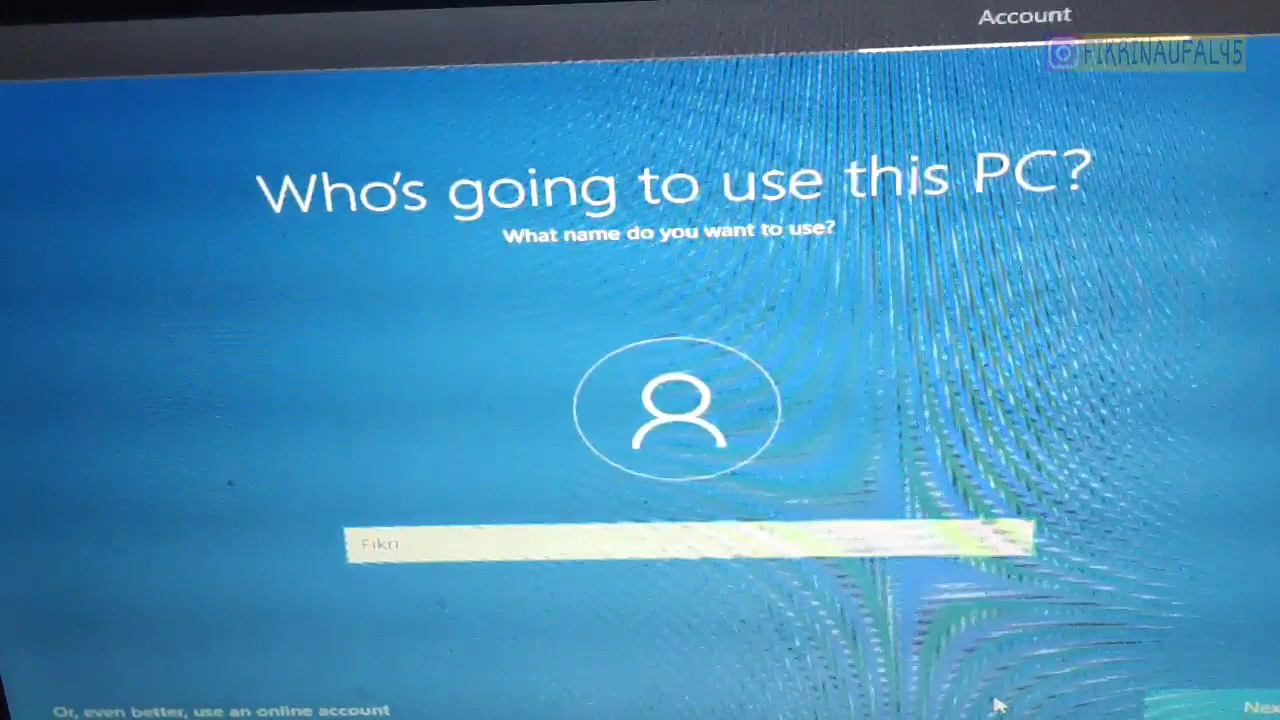 Account
FIKRINAUFAL45
Who's going to use this PC?
What name do you want to use?
Fikri
Or, even better, use an online account
Nex